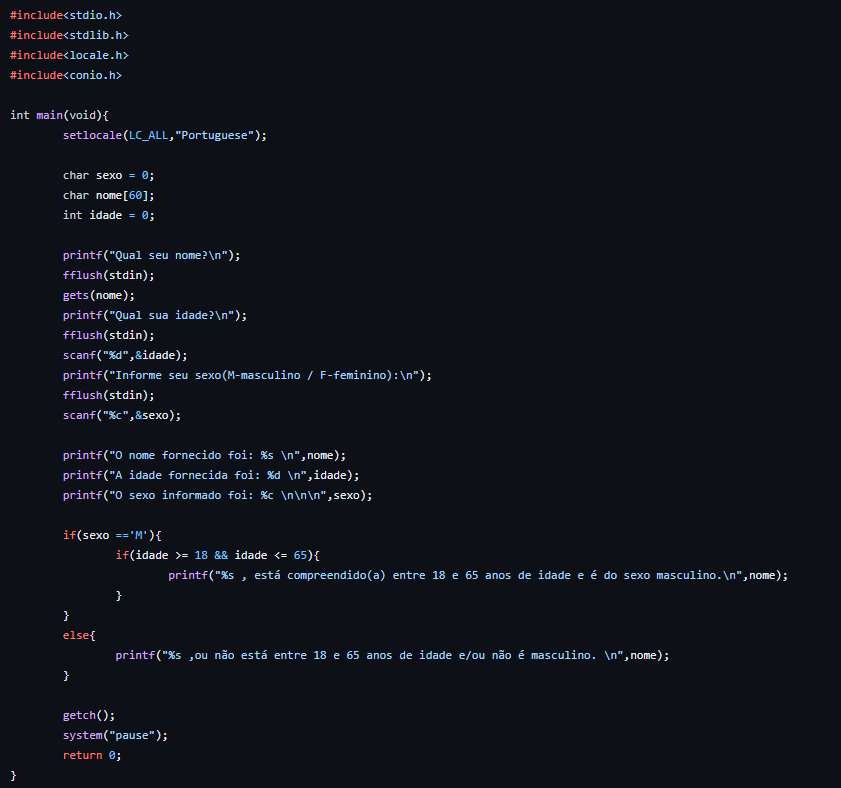 #include<stdio.h>
#include<stdlib.h>
#include<locale.h>
#include<conio.h>

int main(void){
        setlocale(LC_ALL,"Portuguese");

        char sexo = 0;
        char nome[60];
        int idade = 0;

        printf("Qual seu nome?\n");
        fflush(stdin);
        gets(nome);
        printf("Qual sua idade?\n");
        fflush(stdin);
        scanf("%d",&idade);
        printf("Informe seu sexo(M-masculino / F-feminino):\n");
        fflush(stdin);
        scanf("%c",&sexo);

        printf("O nome fornecido foi: %s \n",nome);
        printf("A idade fornecida foi: %d \n",idade);
        printf("O sexo informado foi: %c \n\n\n",sexo);

        if(sexo =='M'){
                if(idade >= 18 && idade <= 65){
                        printf("%s , está compreendido(a) entre 18 e 65 anos de idade e é do sexo masculino.\n",nome);
                }
        }
        else{
                printf("%s ,ou não está entre 18 e 65 anos de idade e/ou não é masculino. \n",nome);
        }

        getch();
        system("pause");
        return 0;
}